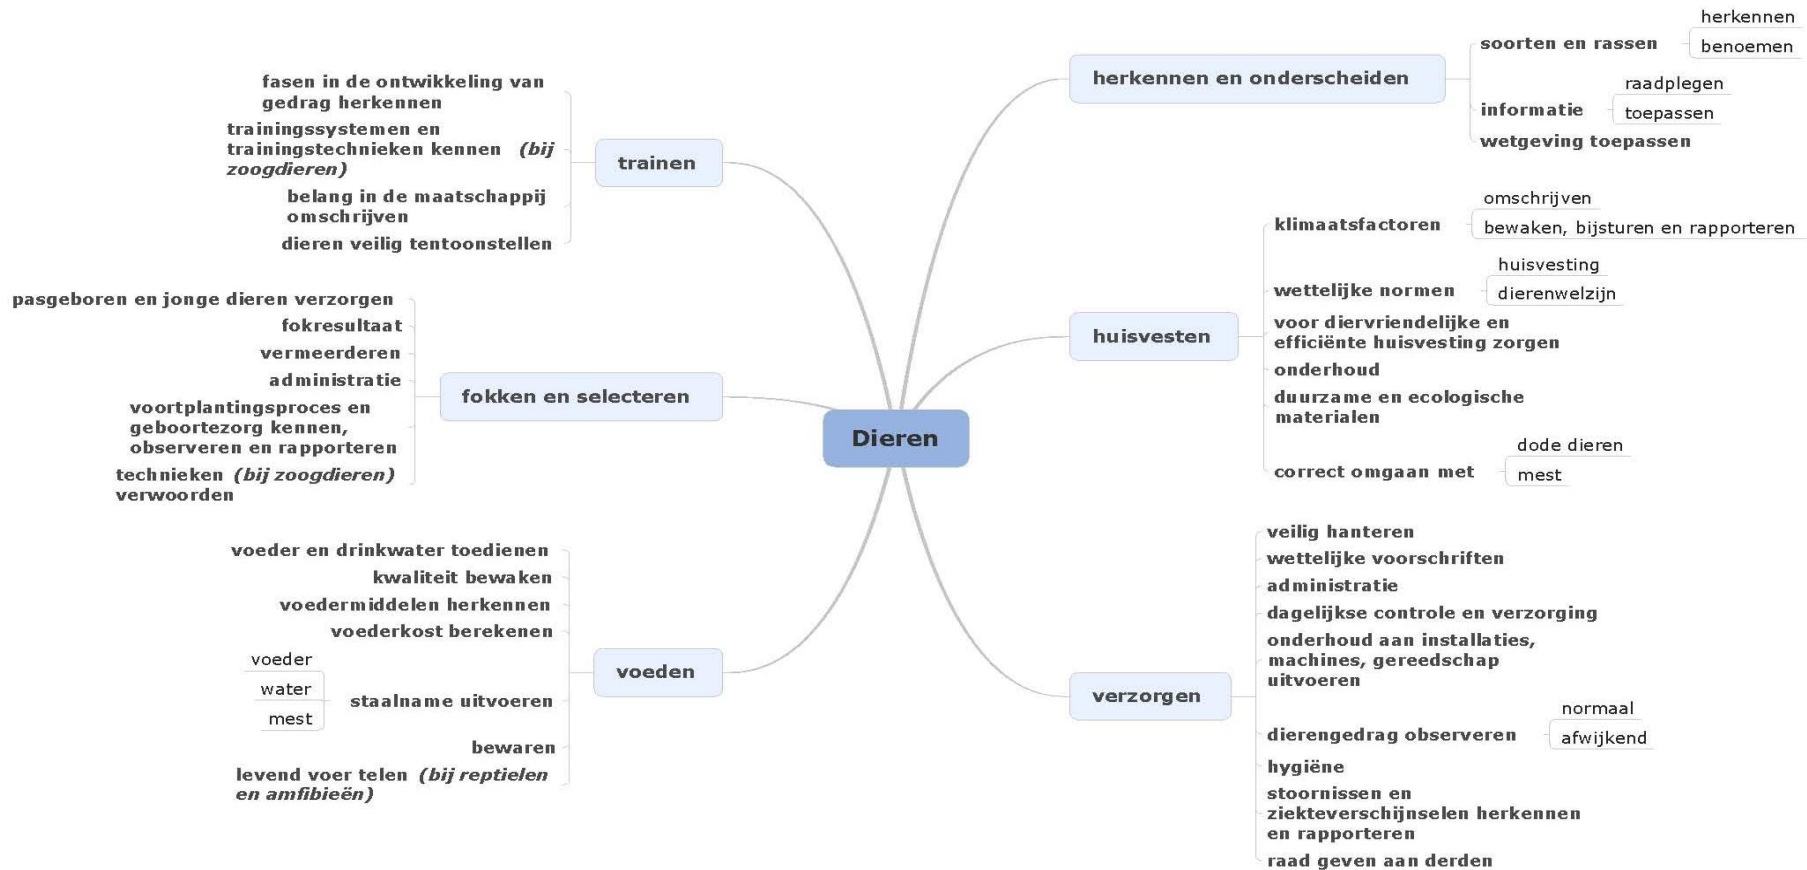 Dieren
herkennen en onderscheiden
soorten en rassen
herkennen
benoemen
informatie
raadplegen
toepassen
wetgeving toepassen
huisvesten
klimaatsfactoren
omschrijven
bewaken, bijsturen en rapporteren
wettelijke normen
huisvesting
dierenwelzijn
voor diervriendelijke en
efficiënte huisvesting zorgen
onderhoud
duurzame en ecologische
materialen
correct omgaan met
dode dieren
mest
verzorgen
veilig hanteren
wettelijke voorschriften
administratie
dagelijkse controle en verzorging
onderhoud aan installaties,
machines, gereedschap
uitvoeren
dierengedrag observeren
normaal
afwijkend
hygiëne
stoornissen en
ziekteverschijnselen herkennen
en rapporteren
raad geven aan derden
trainen
fasen in de ontwikkeling van
gedrag herkennen
trainingssystemen en
trainingstechnieken kennen (bij
zoogdieren)
belang in de maatschappij
omschrijven
dieren veilig tentoonstellen
fokken en selecteren
pasgeboren en jonge dieren verzorgen
fokresultaat
vermeerderen
administratie
voortplantingsproces en
geboortezorg kennen,
observeren en rapporteren
technieken (bij zoogdieren)
verwoorden
voeden
voeder en drinkwater toedienen
kwaliteit bewaken
voedermiddelen herkennen
voederkost berekenen
staalname uitvoeren
voeder
water
mest
bewaren
levend voer telen (bij reptielen
en amfibieën)